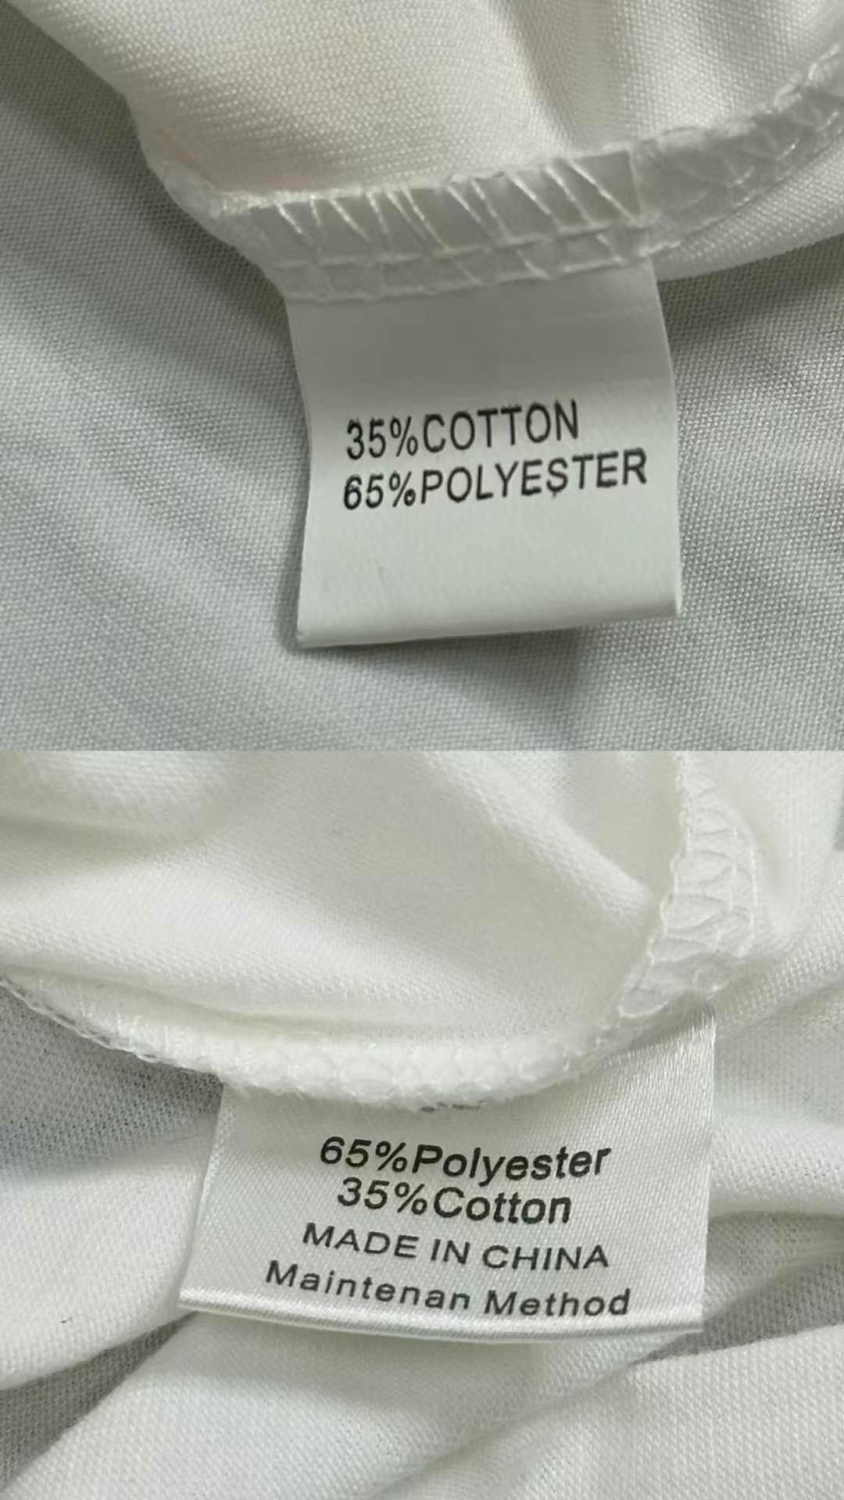 35%COTTON
65%POLYESTER
65%Polyester
35%Cotton
MADE IN CHINA
Maintenan Method